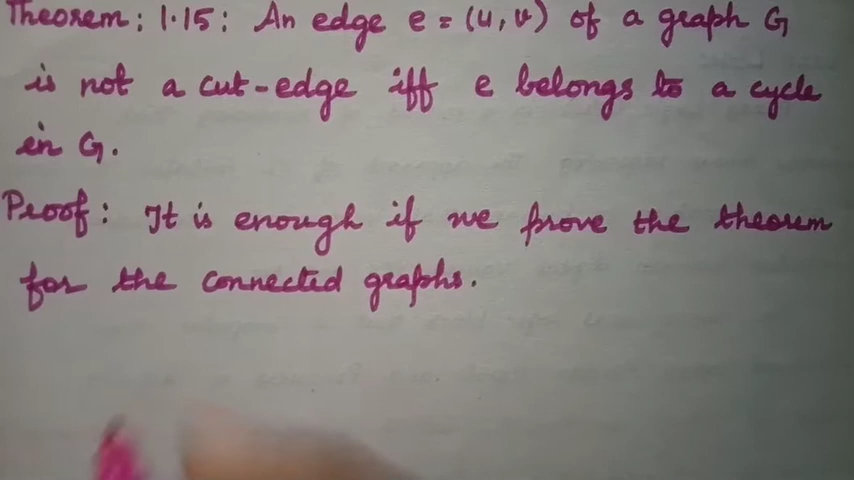 Theorem: 1.15: An edge e = (u, v) of a graph G
is not a cut-edge iff e belongs to a cycle
in G.
Proof: It is enough if we prove the theorem
for the connected graphs.